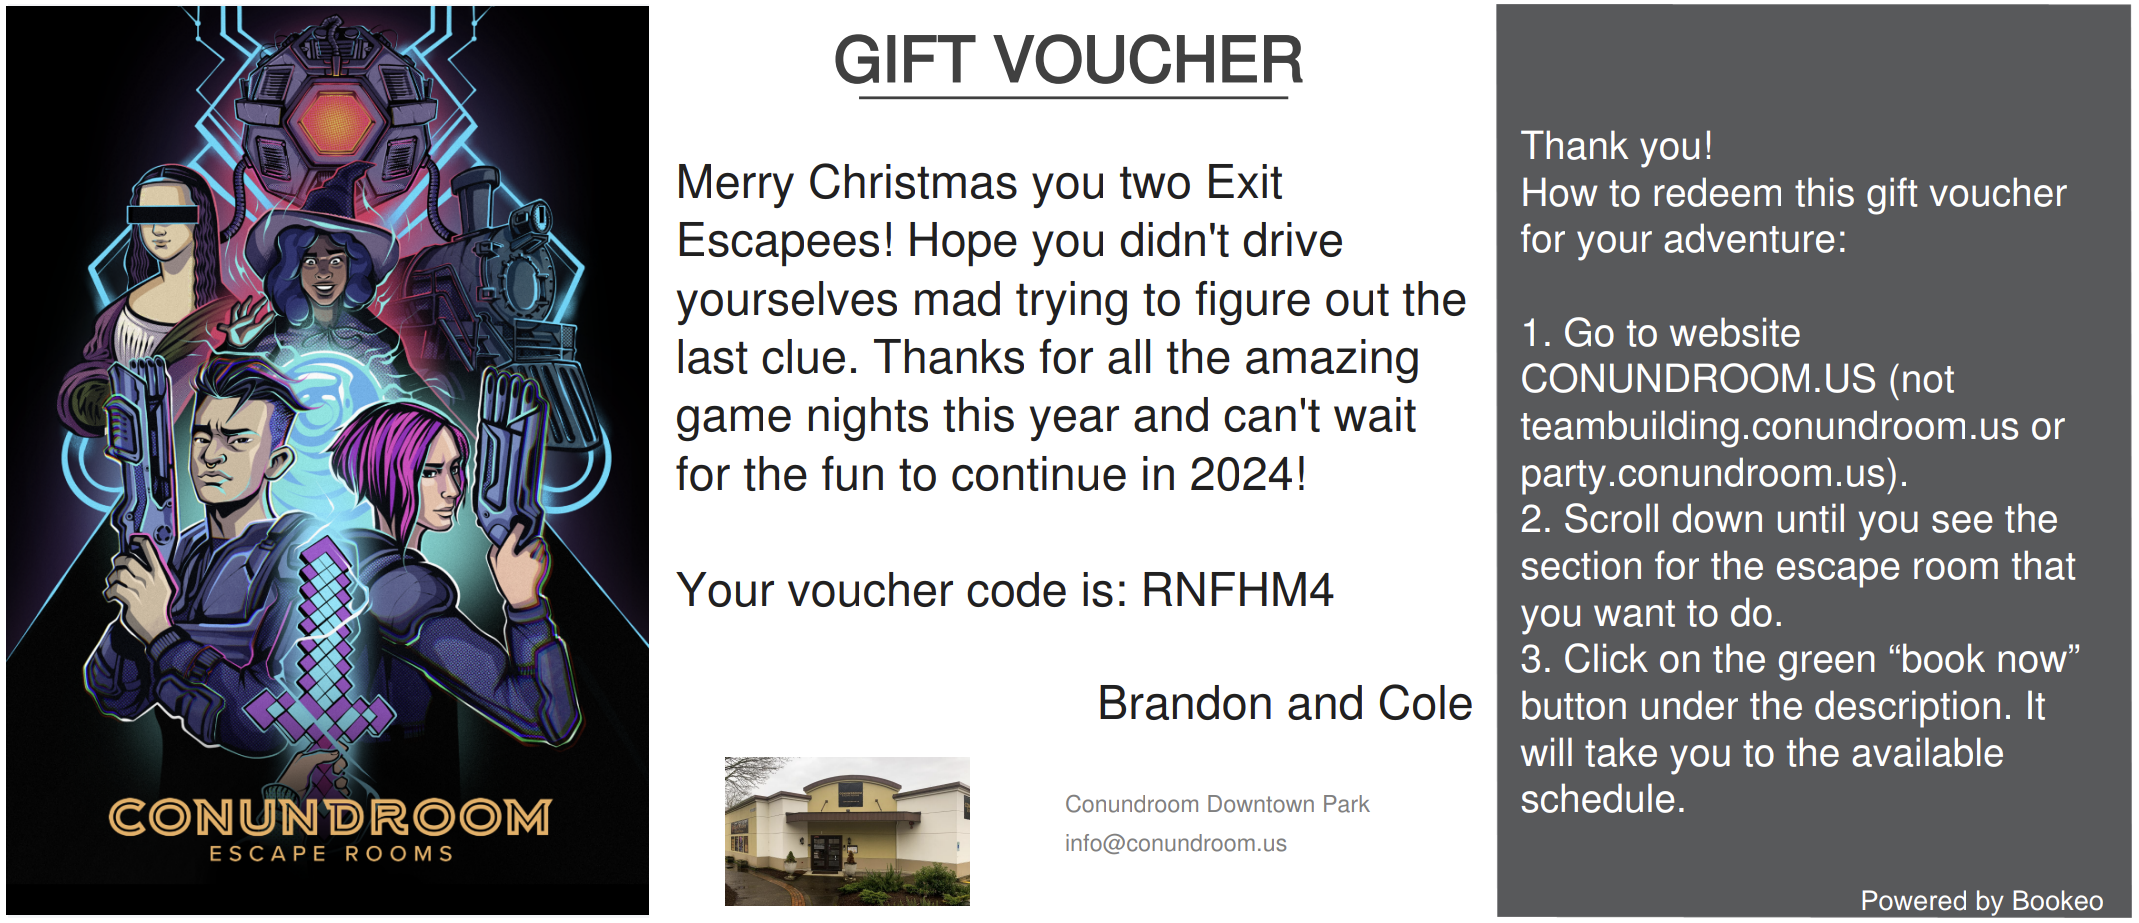 CONUNDROOM
ESCAPE ROOMS
GIFT VOUCHER
Merry Christmas you two Exit
Escapees! Hope you didn't drive
yourselves mad trying to figure out the
last clue. Thanks for all the amazing
game nights this year and can't wait
for the fun to continue in 2024!
Your voucher code is: RNFHM4
Brandon and Cole
Conundroom Downtown Park
info@conundroom.us
Thank you!
How to redeem this gift voucher
for your adventure:
1. Go to website
CONUNDROOM.US (not
teambuilding.conundroom.us or
party.conundroom.us).
2. Scroll down until you see the
section for the escape room that
you want to do.
3. Click on the green “book now”
button under the description. It
will take you to the available
schedule.
Powered by Bookeo